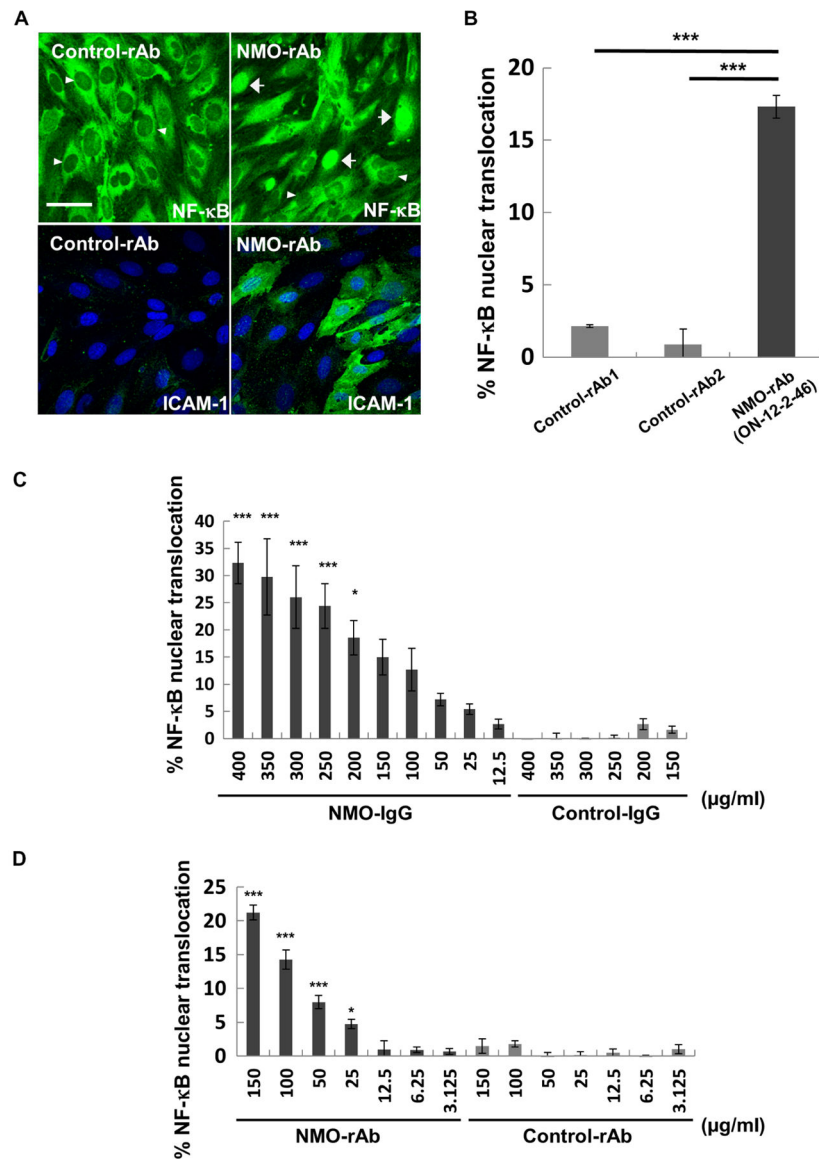 A
Control-rAb
NMO-rAb
NF-κB
NF-κB
Control-rAb
NMO-rAb
ICAM-1
ICAM-1
B
***
***
% NF-κB nuclear translocation
20
15
10
5
0
Control-rAb1
Control-rAb2
NMO-rAb
(ON-12-2-46)
C
% NF-κB nuclear translocation
40
35
30
25
20
15
10
5
0
*** *** *** *** *
400 350 300 250 200 150 100 50 25 12.5 400 350 300 250 200 150
NMO-IgG
Control-IgG
(µg/ml)
D
% NF-κB nuclear translocation
25
20
15
10
5
0
*** *** *** *
150 100 50 25 12.5 6.25 3.125 150 100 50 25 12.5 6.25 3.125
NMO-rAb
Control-rAb
(µg/ml)